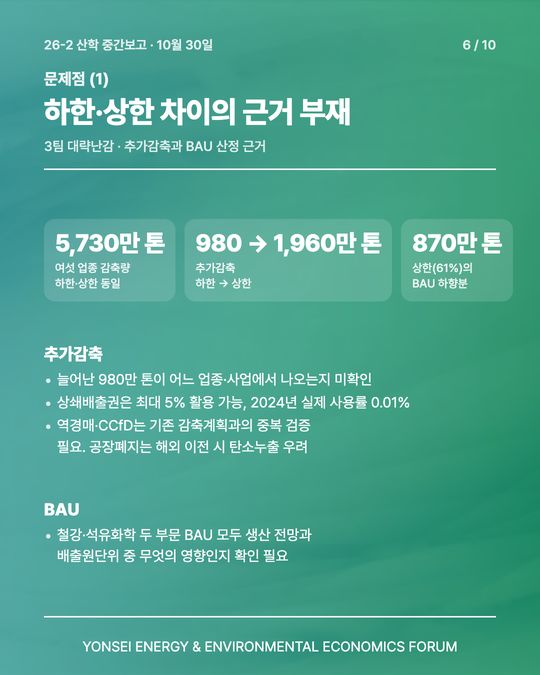 26-2 산학 중간보고 · 10월 30일
6 / 10
문제점 (1)
하한·상한 차이의 근거 부재
3팀 대략난감 · 추가감축과 BAU 산정 근거
5,730만 톤
여섯 업종 감축량
하한·상한 동일
980 → 1,960만 톤
추가감축
하한 → 상한
870만 톤
상한(61%)의
BAU 하향분
추가감축
• 늘어난 980만 톤이 어느 업종·사업에서 나오는지 미확인
• 상쇄배출권은 최대 5% 활용 가능, 2024년 실제 사용률 0.01%
• 역경매·CCfD는 기존 감축계획과의 중복 검증
필요. 공장폐지는 해외 이전 시 탄소누출 우려
BAU
• 철강·석유화학 두 부문 BAU 모두 생산 전망과
배출원단위 중 무엇의 영향인지 확인 필요
YONSEI ENERGY & ENVIRONMENTAL ECONOMICS FORUM